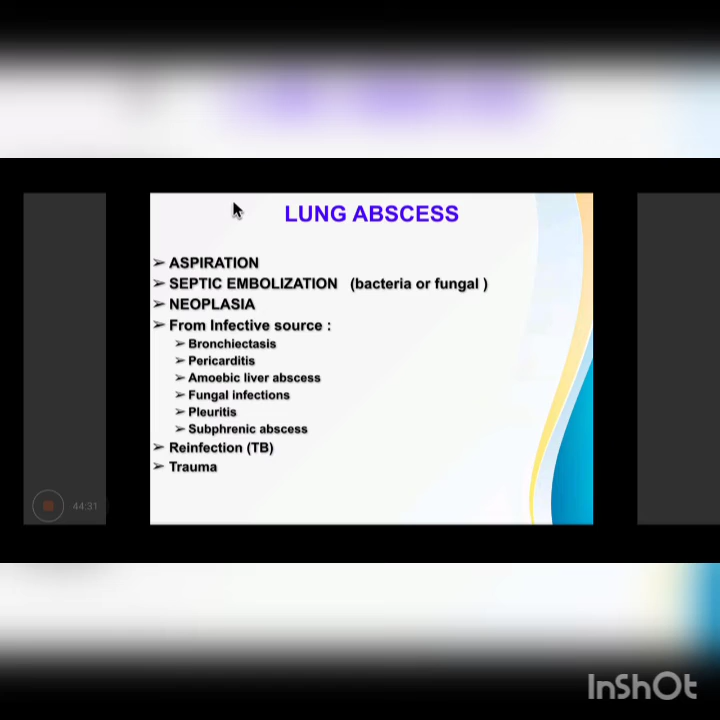 LUNG ABSCESS
➢ ASPIRATION
➢ SEPTIC EMBOLIZATION (bacteria or fungal )
➢ NEOPLASIA
➢ From Infective source :
➢ Bronchiectasis
➢ Pericarditis
➢ Amoebic liver abscess
➢ Fungal infections
➢ Pleuritis
➢ Subphrenic abscess
➢ Reinfection (TB)
➢ Trauma
44:31
InShOt